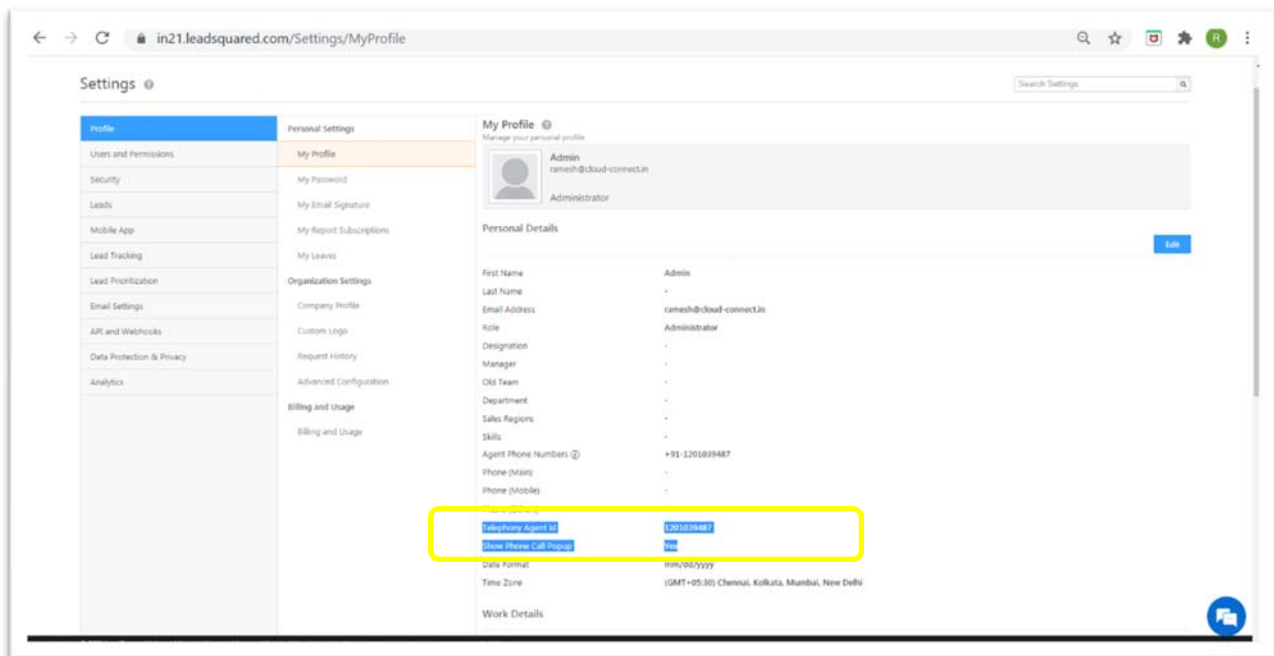 in21.leadsquared.com/Settings/MyProfile
R
Settings
Search Settings
Profile
Users and Permissions
Security
Leads
Mobile App
Lead Tracking
Lead Prioritization
Email Settings
API and Webhooks
Data Protection & Privacy
Analytics
Personal Settings
My Profile
My Password
My Email Signature
My Report Subscriptions
My Leaves
Organization Settings
Company Profile
Custom Logo
Request History
Advanced Configuration
Billing and Usage
Billing and Usage
My Profile
Manage your personal profile
Admin
ramesh@cloud-connect.in
Administrator
Personal Details
Edit
First Name Admin
Last Name -
Email Address ramesh@cloud-connect.in
Role Administrator
Designation -
Manager -
Old Team -
Department -
Sales Regions -
Skills -
Agent Phone Numbers +91-1201039487
Phone (Main) -
Phone (Mobile) -
Telephony Agent Id 1201039487
Show Phone Call Popup Yes
Date Format mm/dd/yyyy
Time Zone (GMT+05:30) Chennai, Kolkata, Mumbai, New Delhi
Work Details